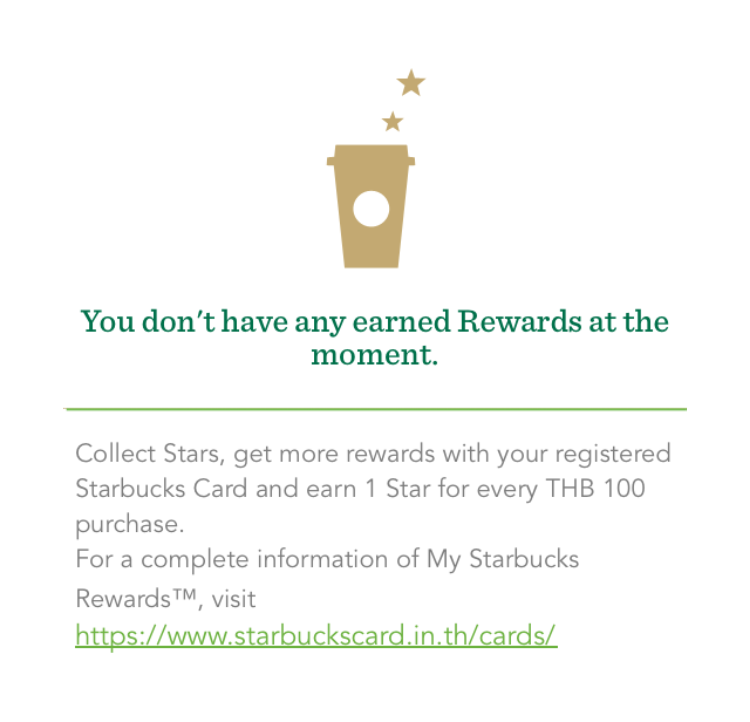 You don't have any earned Rewards at the
moment.
Collect Stars, get more rewards with your registered
Starbucks Card and earn 1 Star for every THB 100
purchase.
For a complete information of My Starbucks
Rewards™, visit
https://www.starbuckscard.in.th/cards/